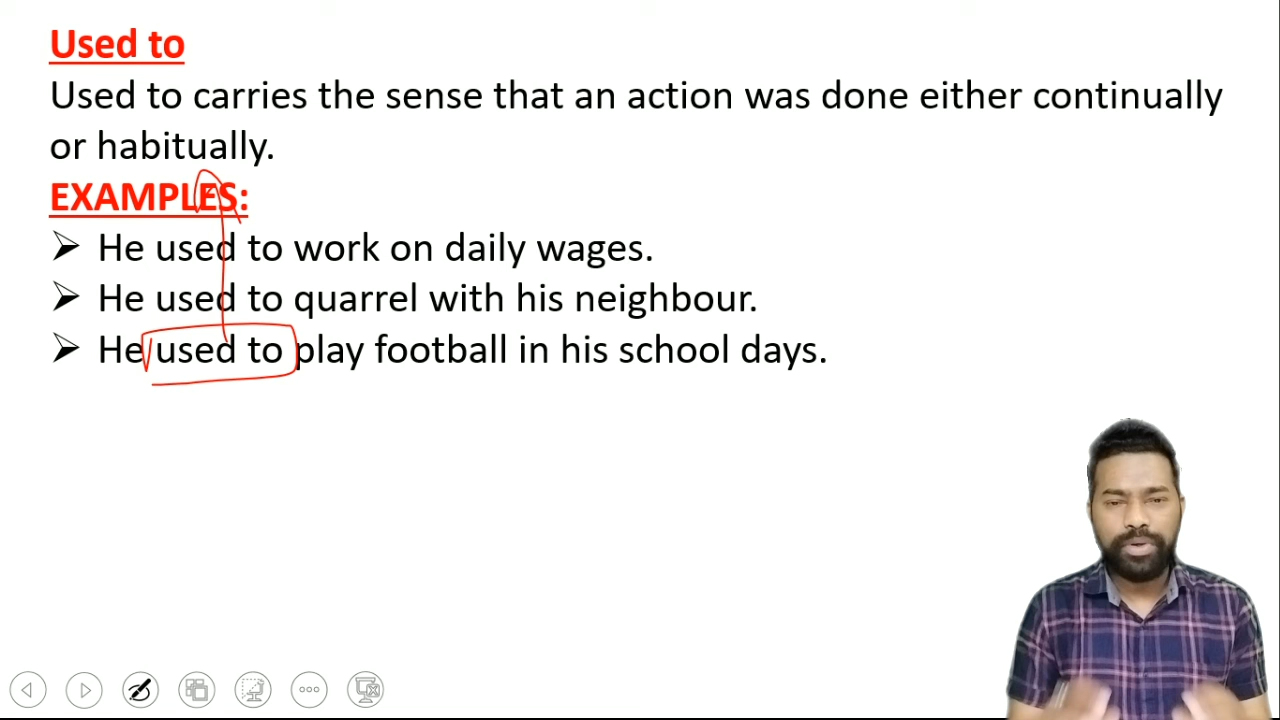 Used to
Used to carries the sense that an action was done either continually
or habitually.
EXAMPLES:
➢ He used to work on daily wages.
➢ He used to quarrel with his neighbour.
➢ He used to play football in his school days.